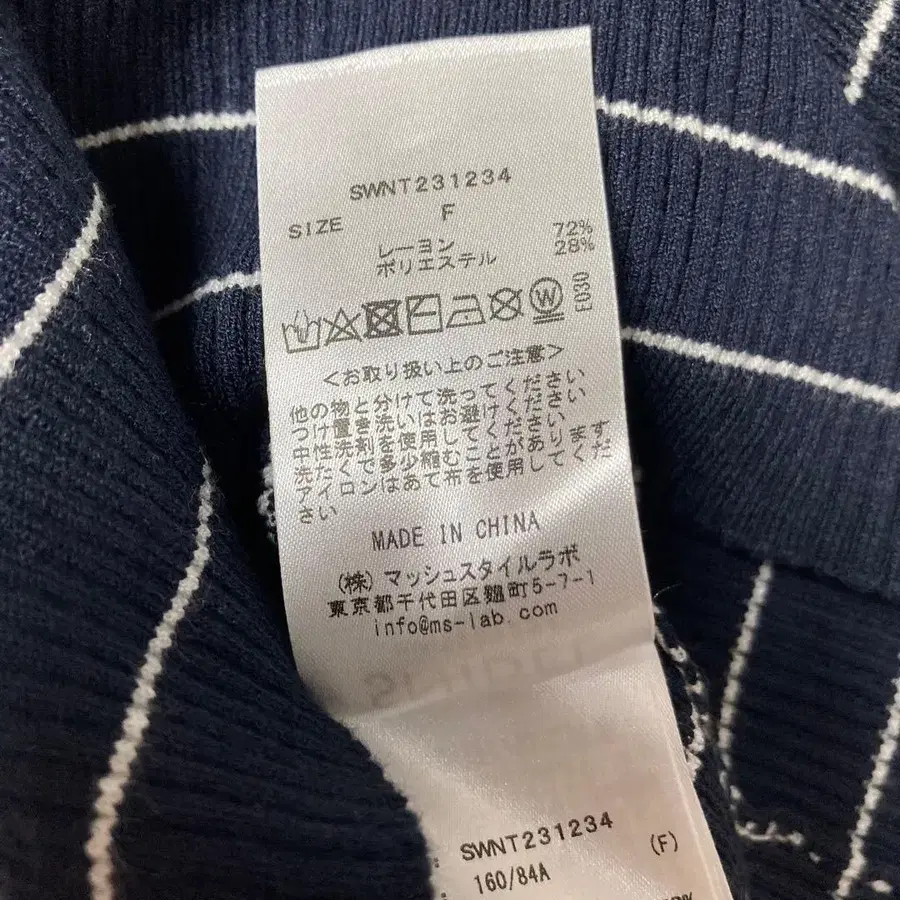 SWNT231234
SIZE F
レーヨン 72%
ポリエステル 28%
W
E030
<お取り扱い上のご注意>
他の物と分けて洗ってください
つけ置き洗いはお避けください
中性洗剤を使用してください
洗たくで多少縮むことがあります
アイロンはあて布を使用してくだ
さい
MADE IN CHINA
(株) マッシュスタイルラボ
東京都千代田区麹町5-7-1
info@ms-lab.com
SWNT231234 (F)
160/84A